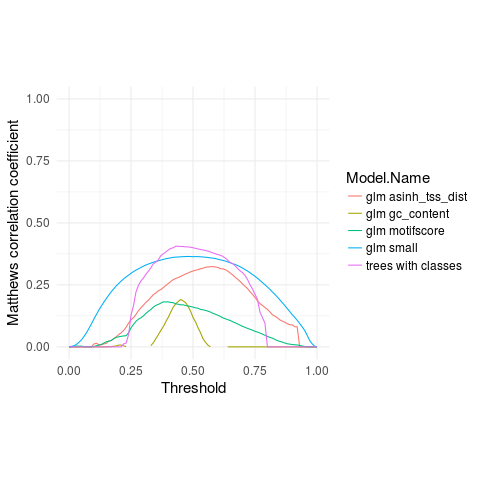 1.00
0.75
0.50
0.25
0.00
Matthews correlation coefficient
0.00 0.25 0.50 0.75 1.00
Threshold
Model.Name
glm asinh_tss_dist
glm gc_content
glm motifscore
glm small
trees with classes